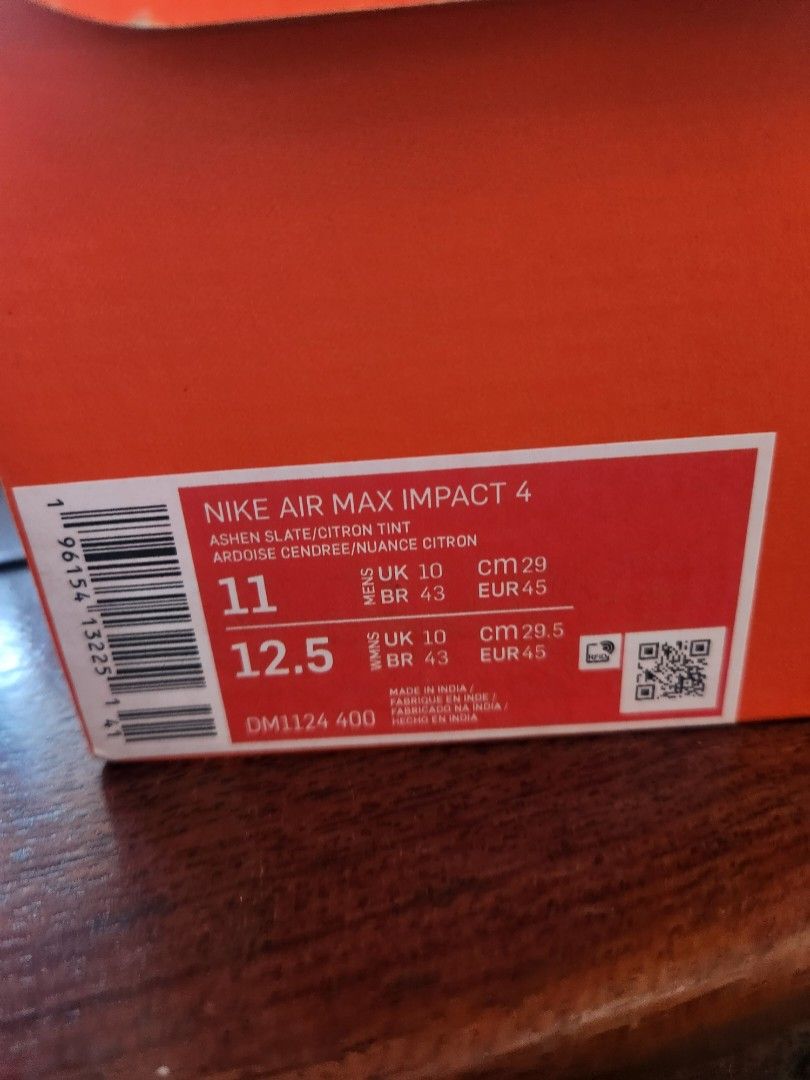 NIKE AIR MAX IMPACT 4
ASHEN SLATE/CITRON TINT
ARDOISE CENDREE/NUANCE CITRON
11 MENS UK 10 cm 29
BR 43 EUR 45
12.5 WMNS UK 10 cm 29.5
BR 43 EUR 45
DM1124 400
MADE IN INDIA /
FABRIQUE EN INDE /
FABRICADO NA INDIA /
HECHO EN INDIA
RFID
1 96154 13225 1 41